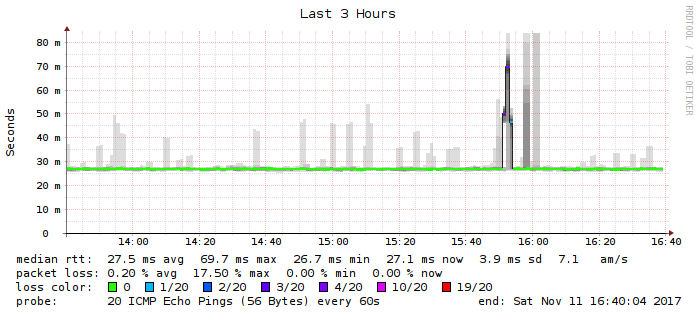 Last 3 Hours
RRDTOOL / TOBI OETIKER
Seconds
80 m
70 m
60 m
50 m
40 m
30 m
20 m
10 m
0
14:00 14:20 14:40 15:00 15:20 15:40 16:00 16:20 16:40
median rtt: 27.5 ms avg 69.7 ms max 26.7 ms min 27.1 ms now 3.9 ms sd 7.1 am/s
packet loss: 0.20 % avg 17.50 % max 0.00 % min 0.00 % now
loss color: 0 1/20 2/20 3/20 4/20 10/20 19/20
probe: 20 ICMP Echo Pings (56 Bytes) every 60s end: Sat Nov 11 16:40:04 2017